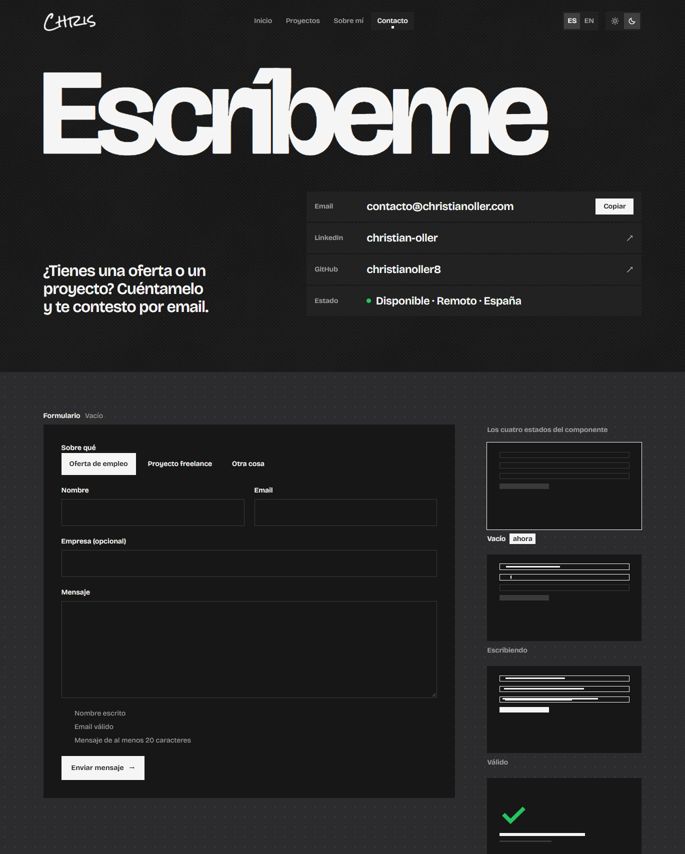 CHRIS
Inicio Proyectos Sobre mí Contacto
ES EN
Escríbeme
Email contacto@christianoller.com Copiar
LinkedIn christian-oller ↗
GitHub christianoller8 ↗
Estado Disponible · Remoto · España
¿Tienes una oferta o un
proyecto? Cuéntamelo
y te contesto por email.
Formulario Vacío
Sobre qué
Oferta de empleo Proyecto freelance Otra cosa
Nombre Email
Empresa (opcional)
Mensaje
Nombre escrito
Email válido
Mensaje de al menos 20 caracteres
Enviar mensaje →
Los cuatro estados del componente
Vacío ahora
Escribiendo
Válido